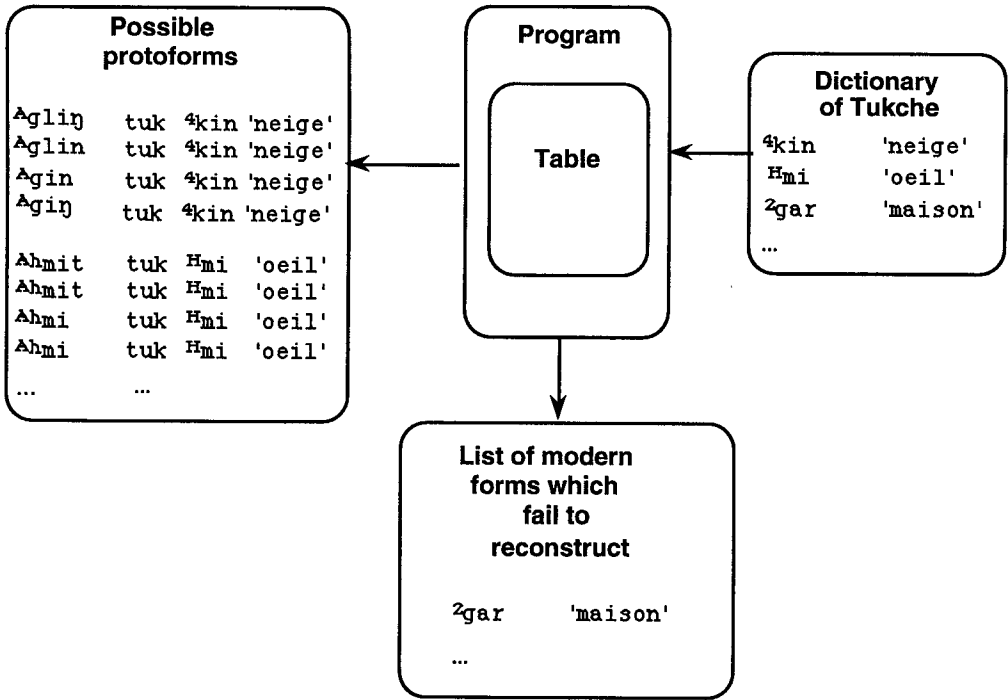 Possible
protoforms
ᴬgliŋ tuk ⁴kin 'neige'
ᴬglin tuk ⁴kin 'neige'
ᴬgin tuk ⁴kin 'neige'
ᴬgiŋ tuk ⁴kin 'neige'
ᴬʰmit tuk ᴴmi 'oeil'
ᴬʰmit tuk ᴴmi 'oeil'
ᴬʰmi tuk ᴴmi 'oeil'
ᴬʰmi tuk ᴴmi 'oeil'
... ...
Program
Table
Dictionary
of Tukche
⁴kin 'neige'
ᴴmi 'oeil'
²gar 'maison'
...
List of modern
forms which
fail to
reconstruct
²gar 'maison'
...